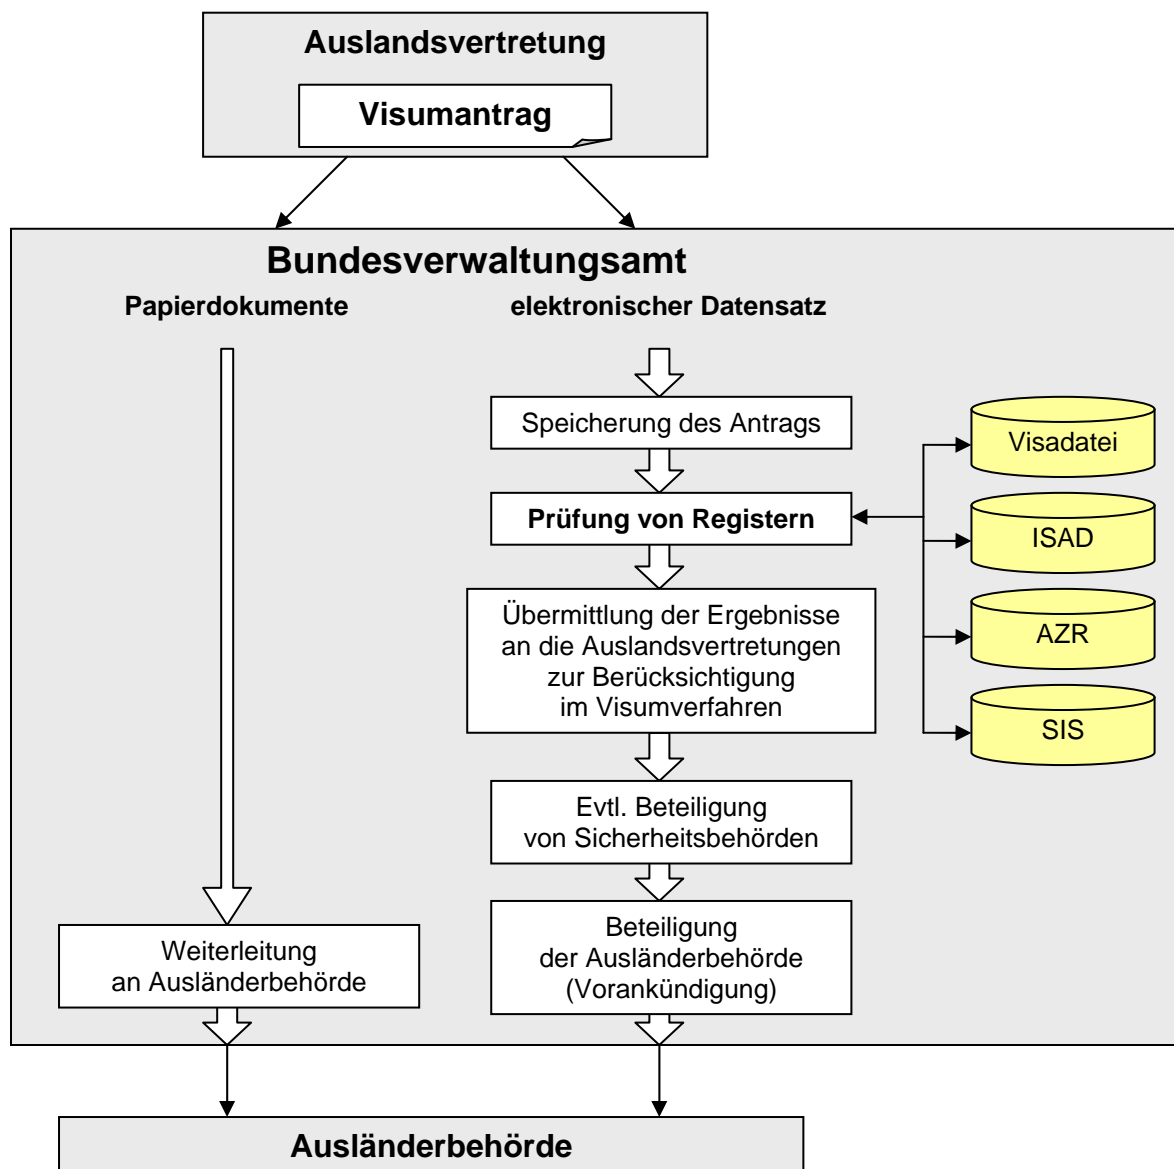 Auslandsvertretung
Visumantrag
Bundesverwaltungsamt
Papierdokumente
elektronischer Datensatz
Speicherung des Antrags
Visadatei
Prüfung von Registern
ISAD
Übermittlung der Ergebnisse
an die Auslandsvertretungen
zur Berücksichtigung
im Visumverfahren
AZR
SIS
Evtl. Beteiligung
von Sicherheitsbehörden
Weiterleitung
an Ausländerbehörde
Beteiligung
der Ausländerbehörde
(Vorankündigung)
Ausländerbehörde